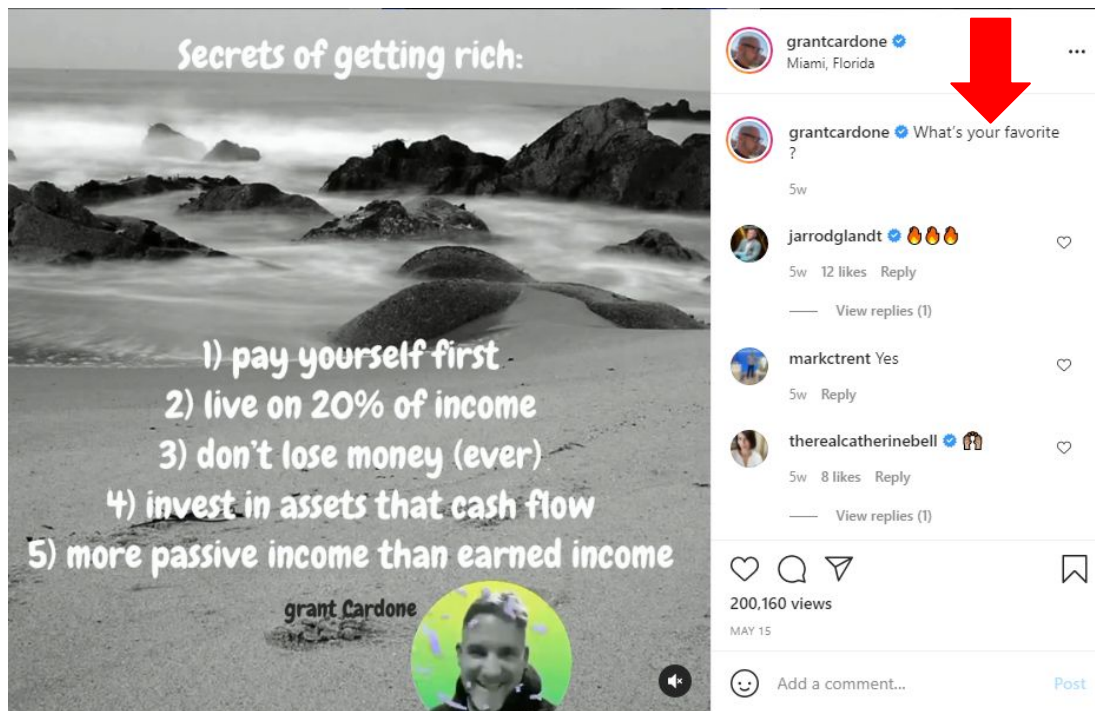 Secrets of getting rich:
1) pay yourself first
2) live on 20% of income
3) don't lose money (ever)
4) invest in assets that cash flow
5) more passive income than earned income
grant Cardone
grantcardone
Miami, Florida
grantcardone What's your favorite
?
5w
jarrodglandt 🔥🔥🔥
5w 12 likes Reply
View replies (1)
markctrent Yes
5w Reply
therealcatherinebell
5w 8 likes Reply
View replies (1)
200,160 views
MAY 15
Add a comment... Post